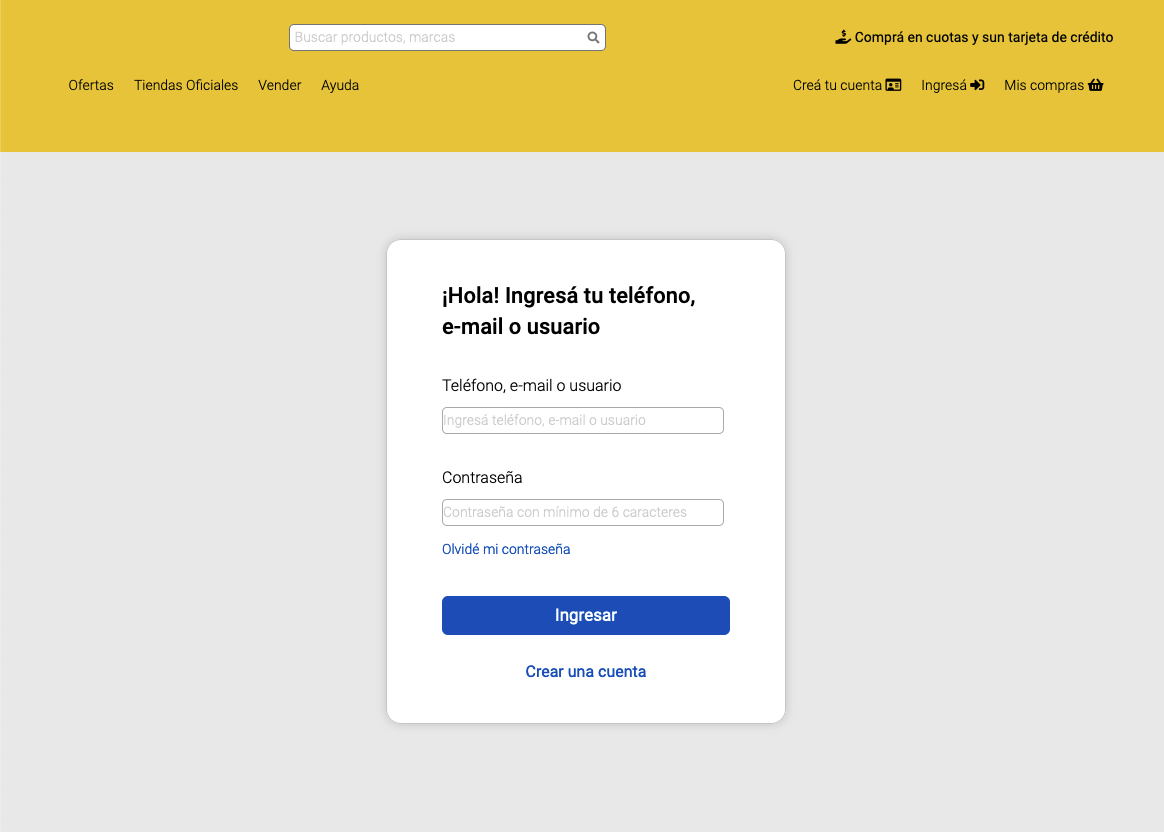 Buscar productos, marcas
Comprá en cuotas y sun tarjeta de crédito
Ofertas Tiendas Oficiales Vender Ayuda
Creá tu cuenta Ingresá Mis compras
¡Hola! Ingresá tu teléfono,
e-mail o usuario
Teléfono, e-mail o usuario
Ingresá teléfono, e-mail o usuario
Contraseña
Contraseña con mínimo de 6 caracteres
Olvidé mi contraseña
Ingresar
Crear una cuenta